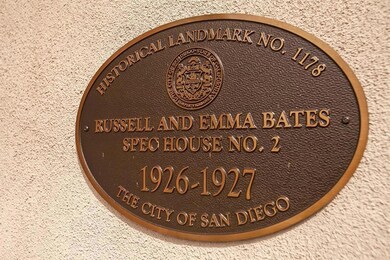 HISTORICAL LANDMARK NO. 1178
RUSSELL AND EMMA BATES
SPEC HOUSE NO. 2
1926-1927
THE CITY OF SAN DIEGO